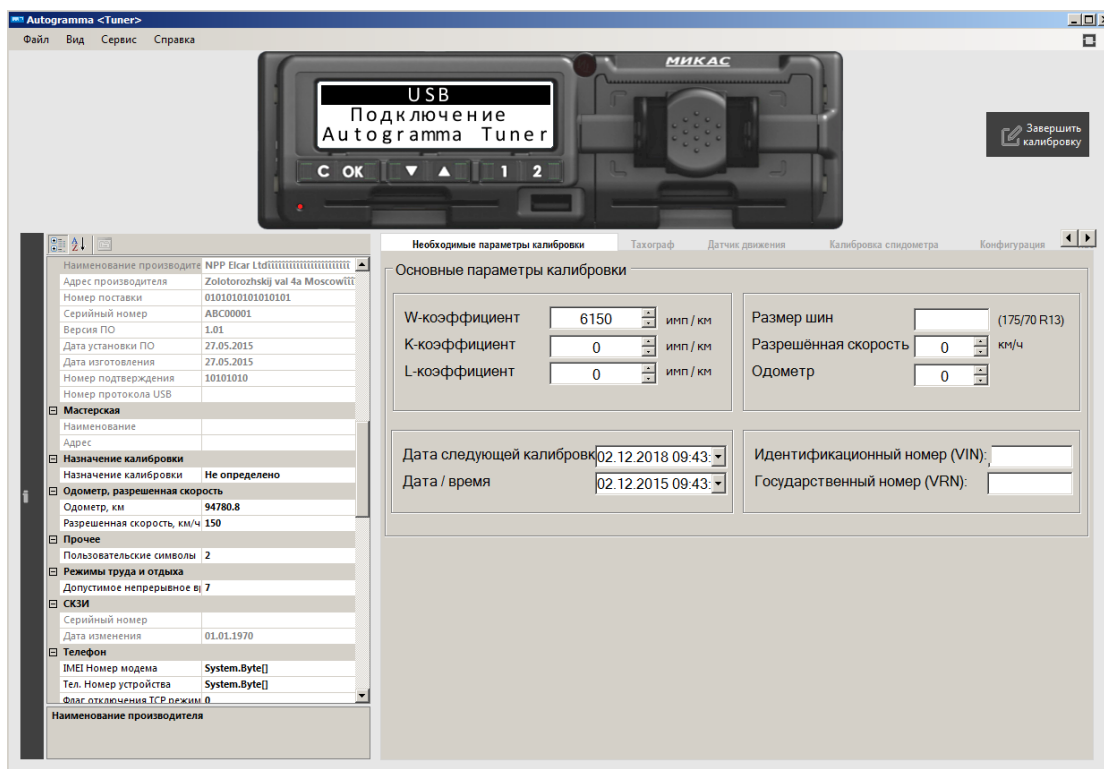 Autogramma <Tuner>
Файл Вид Сервис Справка
МИКАС
USB
Подключение
Autogramma Tuner
C OK 1 2
Завершить
калибровку
Необходимые параметры калибровки Тахограф Датчик движения Калибровка спидометра Конфигурация
Наименование производите NPP Elcar Ltdîîîîîîîîîîîîîîîîîîîîîîî
Адрес производителя Zolotorozhskij val 4a Moscowîîî
Номер поставки 0101010101010101
Серийный номер ABC00001
Версия ПО 1.01
Дата установки ПО 27.05.2015
Дата изготовления 27.05.2015
Номер подтверждения 10101010
Номер протокола USB
Мастерская
Наименование
Адрес
Назначение калибровки
Назначение калибровки Не определено
Одометр, разрешенная скорость
Одометр, км 94780.8
Разрешенная скорость, км/ч 150
Прочее
Пользовательские символы 2
Режимы труда и отдыха
Допустимое непрерывное 7
СКЗИ
Серийный номер
Дата изменения 01.01.1970
Телефон
IMEI Номер модема System.Byte[]
Тел. Номер устройства System.Byte[]
Флаг отключения TCP режим 0
Наименование производителя
Основные параметры калибровки
W-коэффициент 6150 имп / км
K-коэффициент 0 имп / км
L-коэффициент 0 имп / км
Размер шин (175/70 R13)
Разрешённая скорость 0 км/ч
Одометр 0
Дата следующей калибровк 02.12.2018 09:43:
Дата / время 02.12.2015 09:43:
Идентификационный номер (VIN):
Государственный номер (VRN):